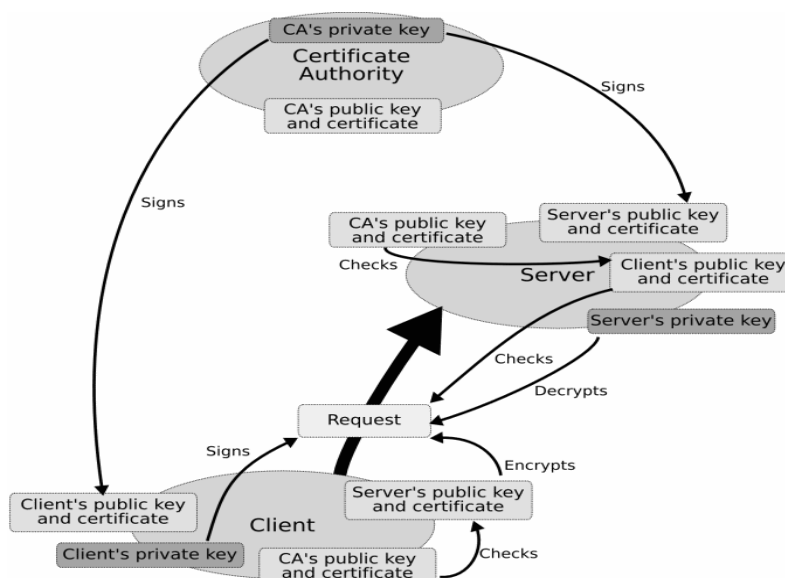 CA's private key
Certificate
Authority
CA's public key
and certificate
Signs
Signs
CA's public key
and certificate
Server's public key
and certificate
Checks
Server
Client's public key
and certificate
Server's private key
Checks
Decrypts
Request
Signs
Encrypts
Client's public key
and certificate
Server's public key
and certificate
Client
Client's private key
CA's public key
and certificate
Checks